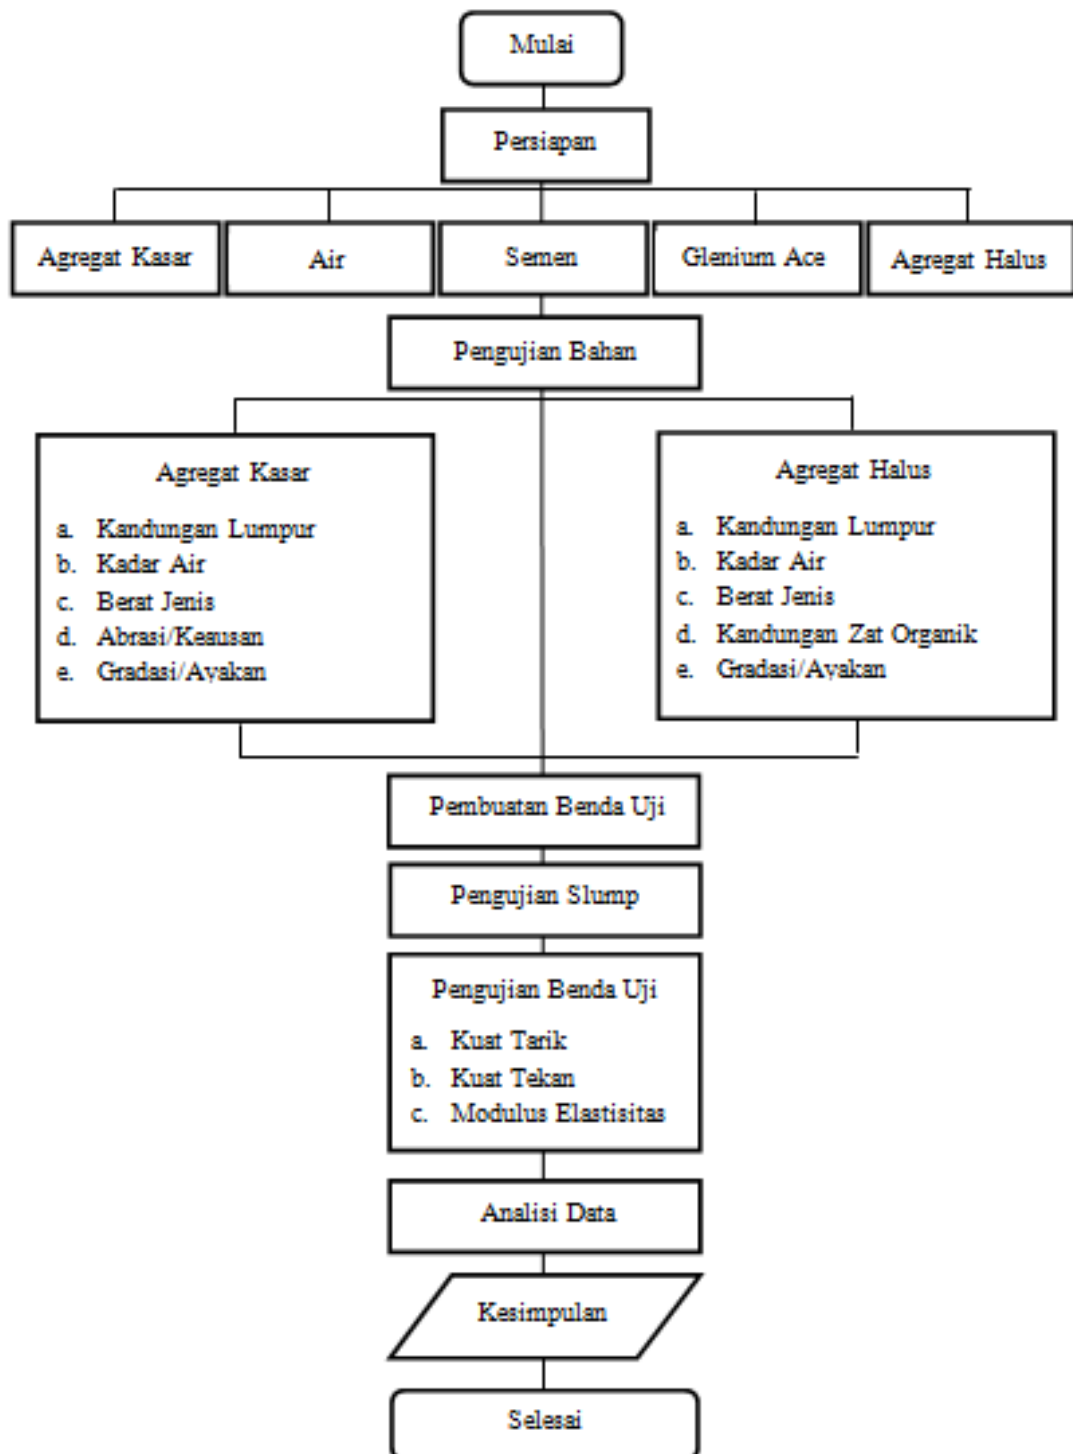 Mulai
Persiapan
Agregat Kasar
Air
Semen
Glenium Ace
Agregat Halus
Pengujian Bahan
Agregat Kasar
a. Kandungan Lumpur
b. Kadar Air
c. Berat Jenis
d. Abrasi/Keausan
e. Gradasi/Ayakan
Agregat Halus
a. Kandungan Lumpur
b. Kadar Air
c. Berat Jenis
d. Kandungan Zat Organik
e. Gradasi/Ayakan
Pembuatan Benda Uji
Pengujian Slump
Pengujian Benda Uji
a. Kuat Tarik
b. Kuat Tekan
c. Modulus Elastisitas
Analisi Data
Kesimpulan
Selesai